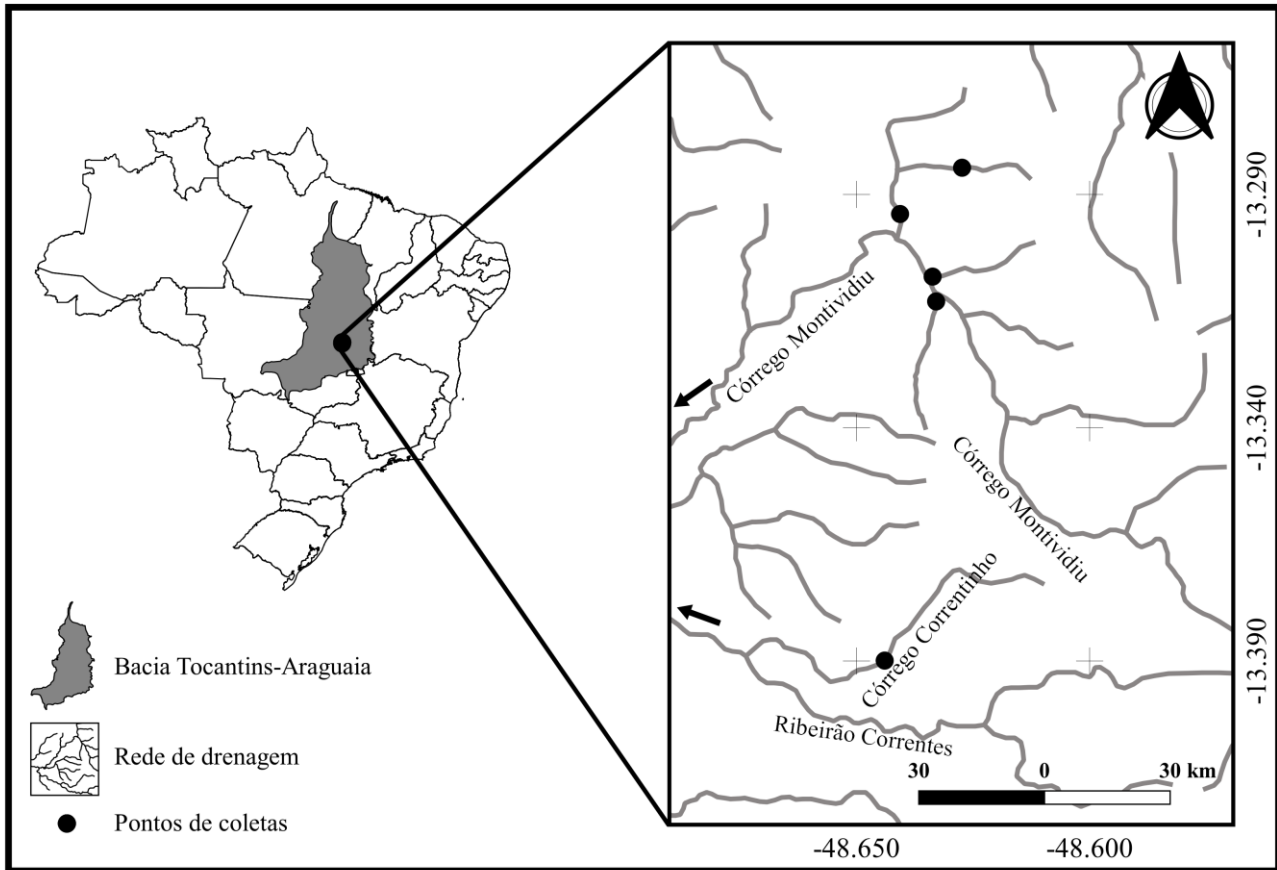 Bacia Tocantins-Araguaia
Rede de drenagem
Pontos de coletas
Córrego Montividiu
Córrego Montividiu
Córrego Correntinho
Ribeirão Correntes
30 0 30 km
-13.290
-13.340
-13.390
-48.650 -48.600